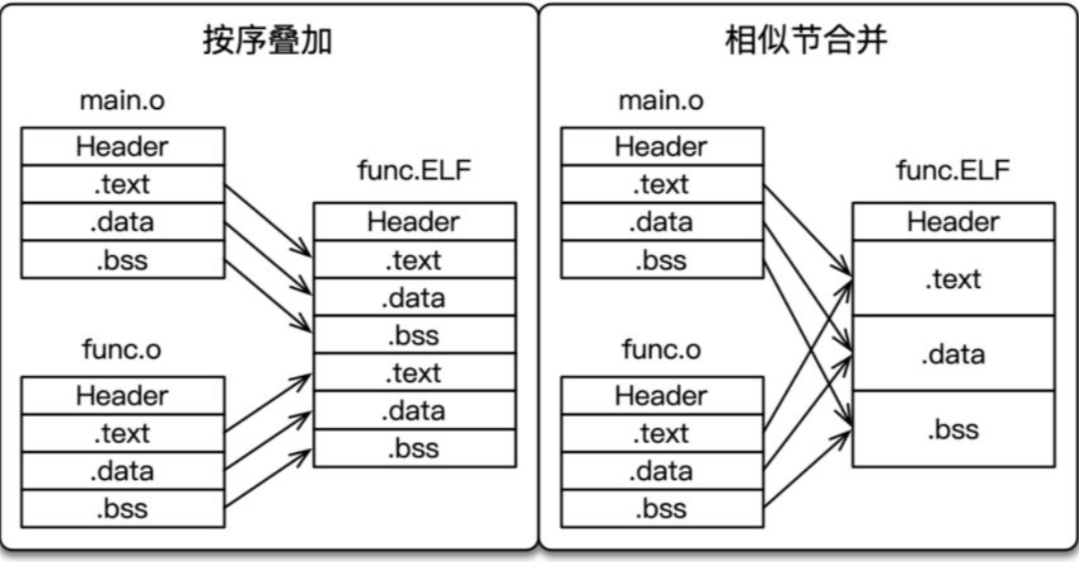 按序叠加
main.o
Header
.text
.data
.bss
func.o
Header
.text
.data
.bss
func.ELF
Header
.text
.data
.bss
.text
.data
.bss
相似节合并
main.o
Header
.text
.data
.bss
func.o
Header
.text
.data
.bss
func.ELF
Header
.text
.data
.bss